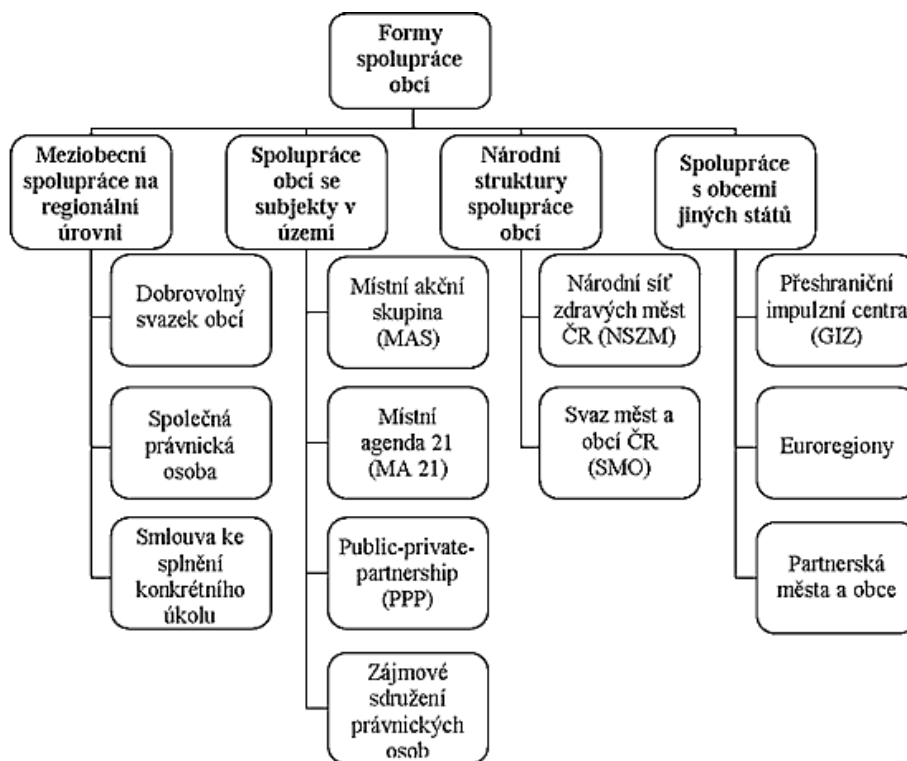 Formy
spolupráce
obcí
Meziobecní
spolupráce na
regionální
úrovni
Dobrovolný
svazek obcí
Společná
právnická
osoba
Smlouva ke
splnění
konkrétního
úkolu
Spolupráce
obcí se
subjekty v
území
Místní akční
skupina
(MAS)
Místní
agenda 21
(MA 21)
Public-private-
partnership
(PPP)
Zájmové
sdružení
právnických
osob
Národní
struktury
spolupráce
obcí
Národní síť
zdravých měst
ČR (NSZM)
Svaz měst a
obcí ČR
(SMO)
Spolupráce
s obcemi
jiných států
Přeshraniční
impulzní centra
(GIZ)
Euroregiony
Partnerská
města a obce